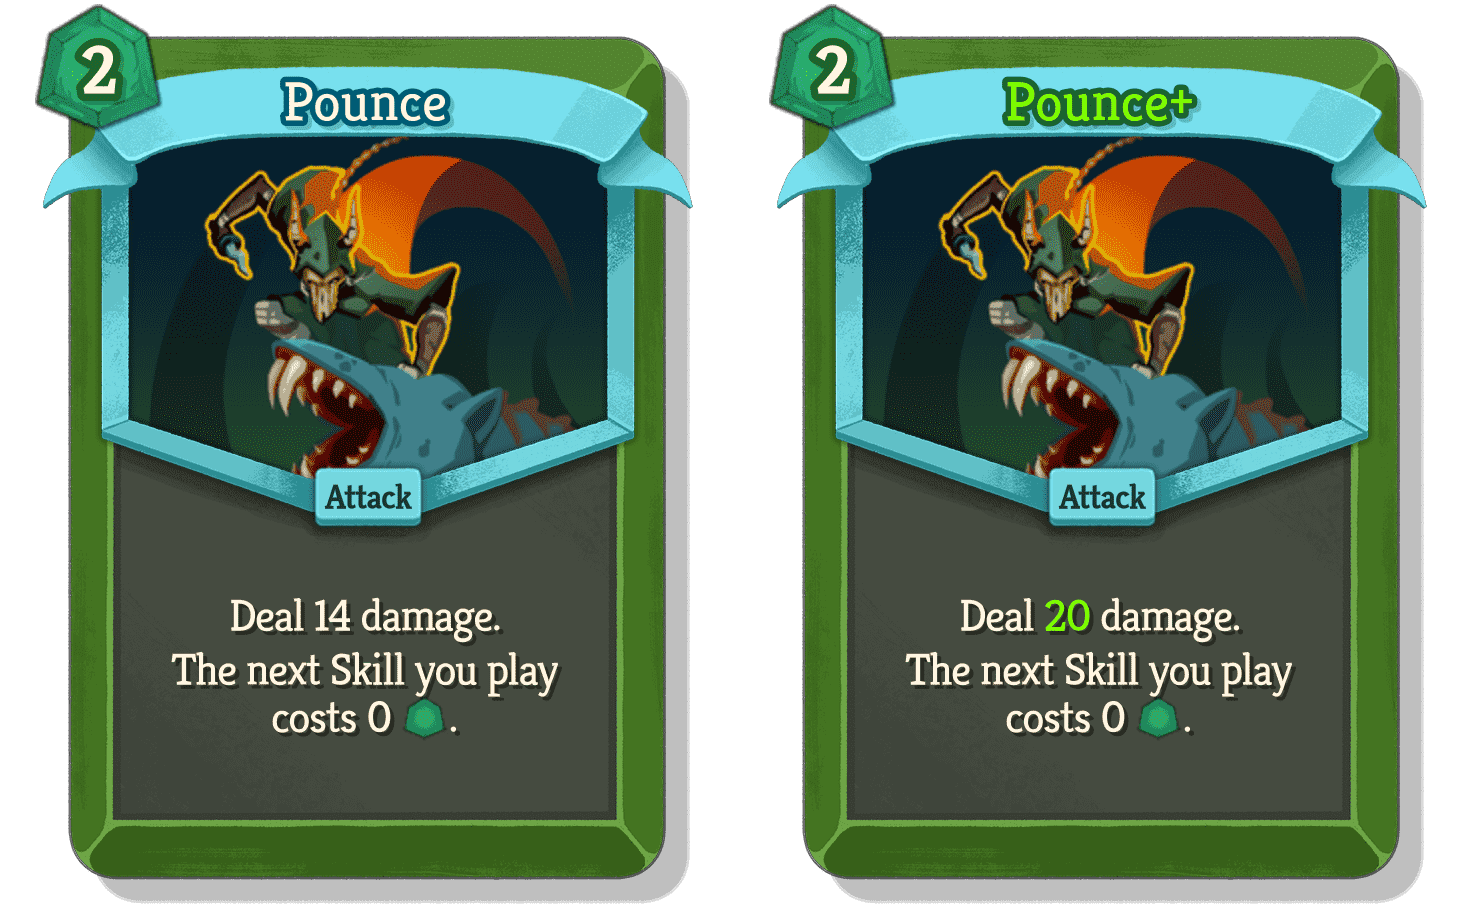 2
Pounce
Attack
Deal 14 damage.
The next Skill you play
costs 0 .
2
Pounce+
Attack
Deal 20 damage.
The next Skill you play
costs 0 .